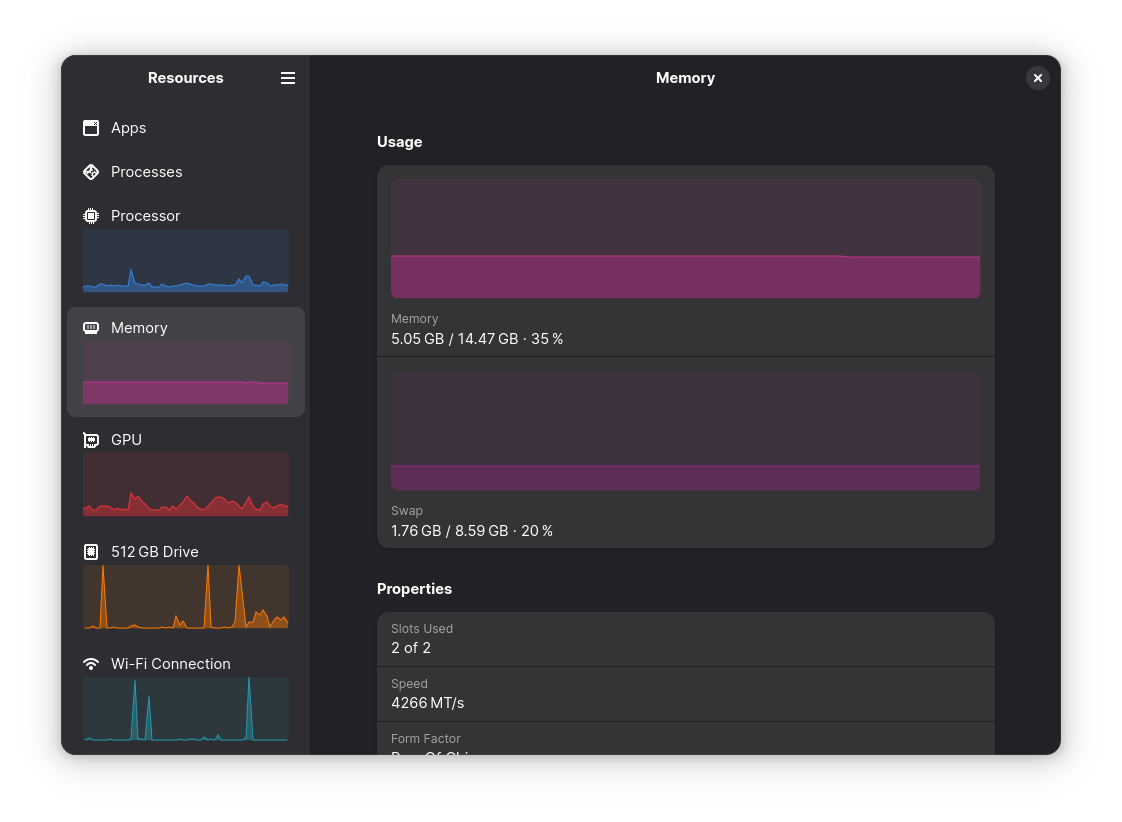 Resources
Apps
Processes
Processor
Memory
GPU
512 GB Drive
Wi-Fi Connection
Memory
Usage
Memory
5.05 GB / 14.47 GB · 35 %
Swap
1.76 GB / 8.59 GB · 20 %
Properties
Slots Used
2 of 2
Speed
4266 MT/s
Form Factor